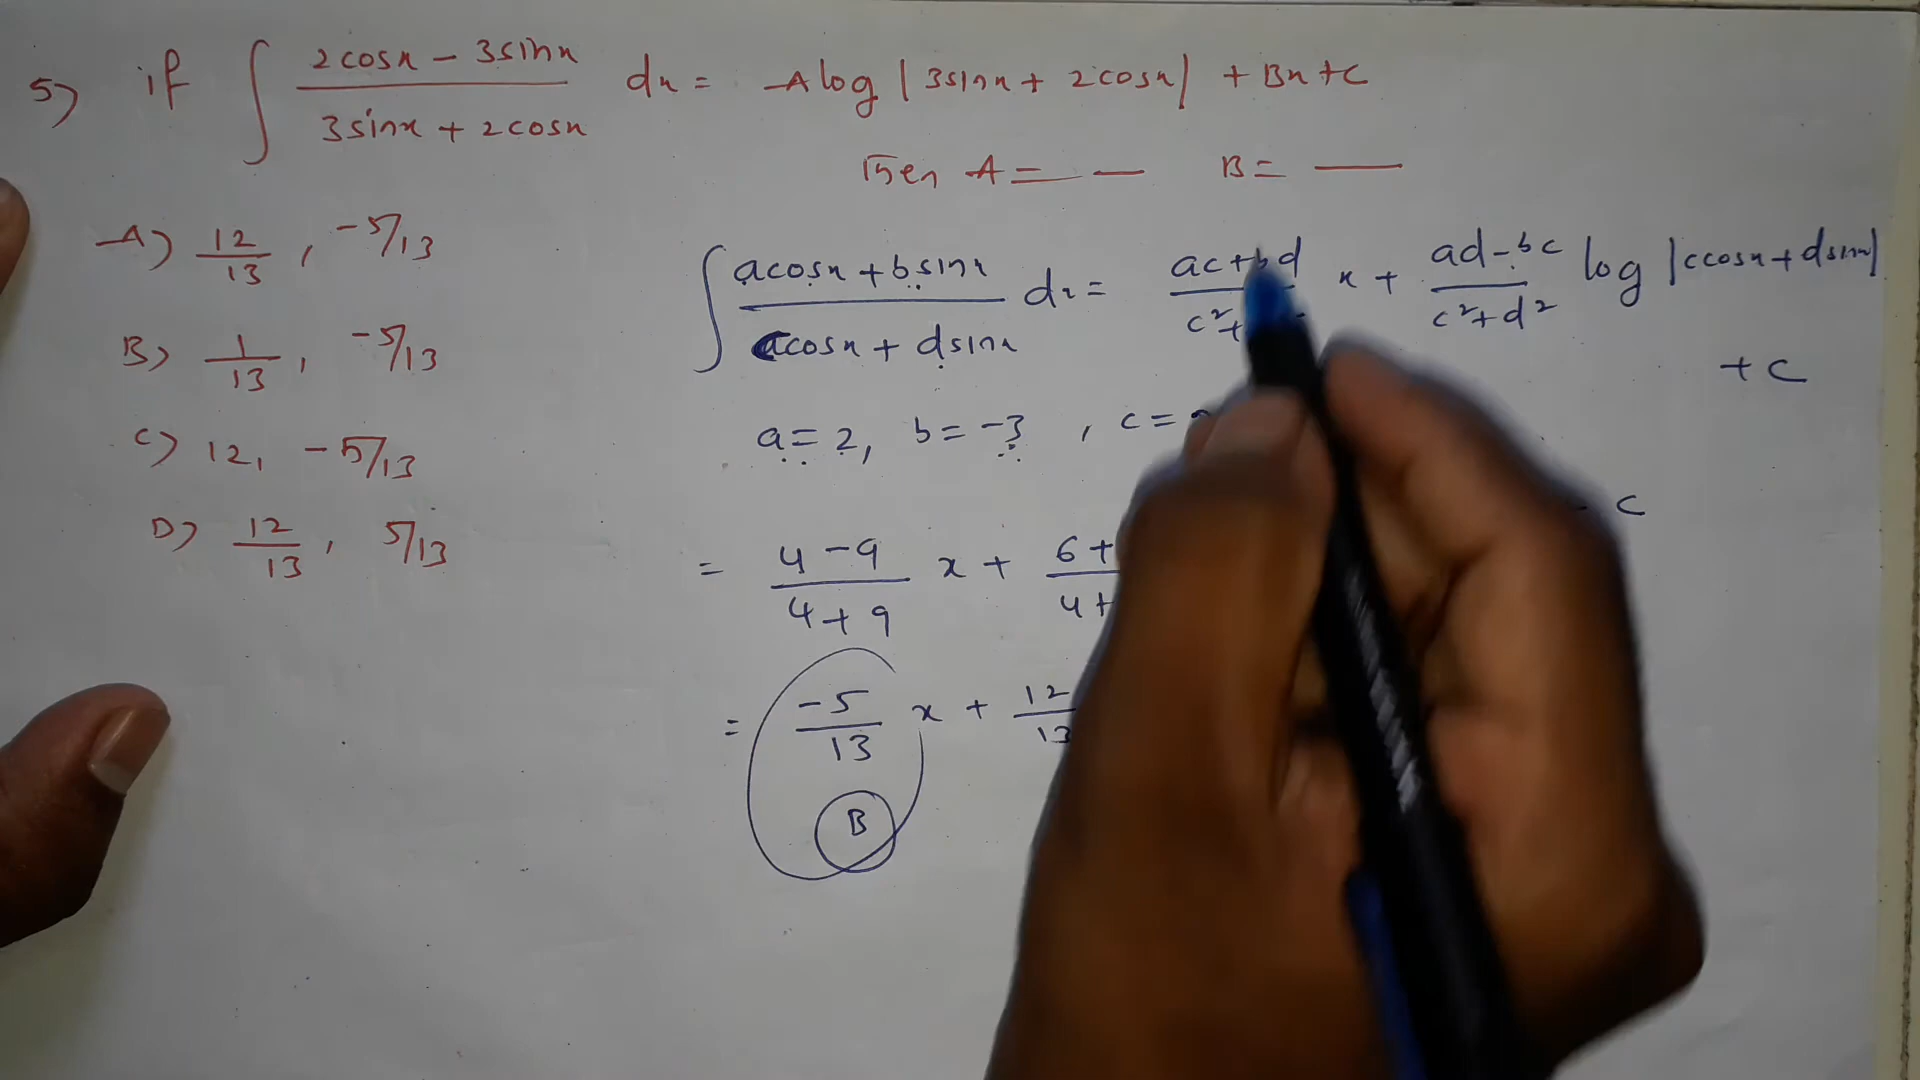 5) if ∫ (2cosx - 3sinx)/(3sinx + 2cosx) dx = A log |3sinx + 2cosx| + Bx + C
Then A = __ B = __
A) 12/13, -5/13
B) 1/13, -5/13
C) 12, -5/13
D) 12/13, 5/13
∫ (acosx + bsinx)/(ccosx + dsinx) dx = (ac+bd)/(c²+ x + (ad-bc)/(c²+d²) log |ccosx + dsinx|
+ C
a = 2, b = -3, c =
C
= (4-9)/(4+9) x + (6+ / 4+
= -5/13 x + 12/13
B